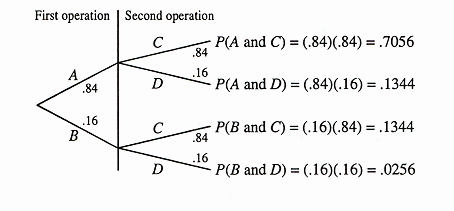 First operation Second operation
C
.84 P(A and C) = (.84)(.84) = .7056
A
.84
.16
D P(A and D) = (.84)(.16) = .1344
.16
B
C
.84 P(B and C) = (.16)(.84) = .1344
.16
D P(B and D) = (.16)(.16) = .0256